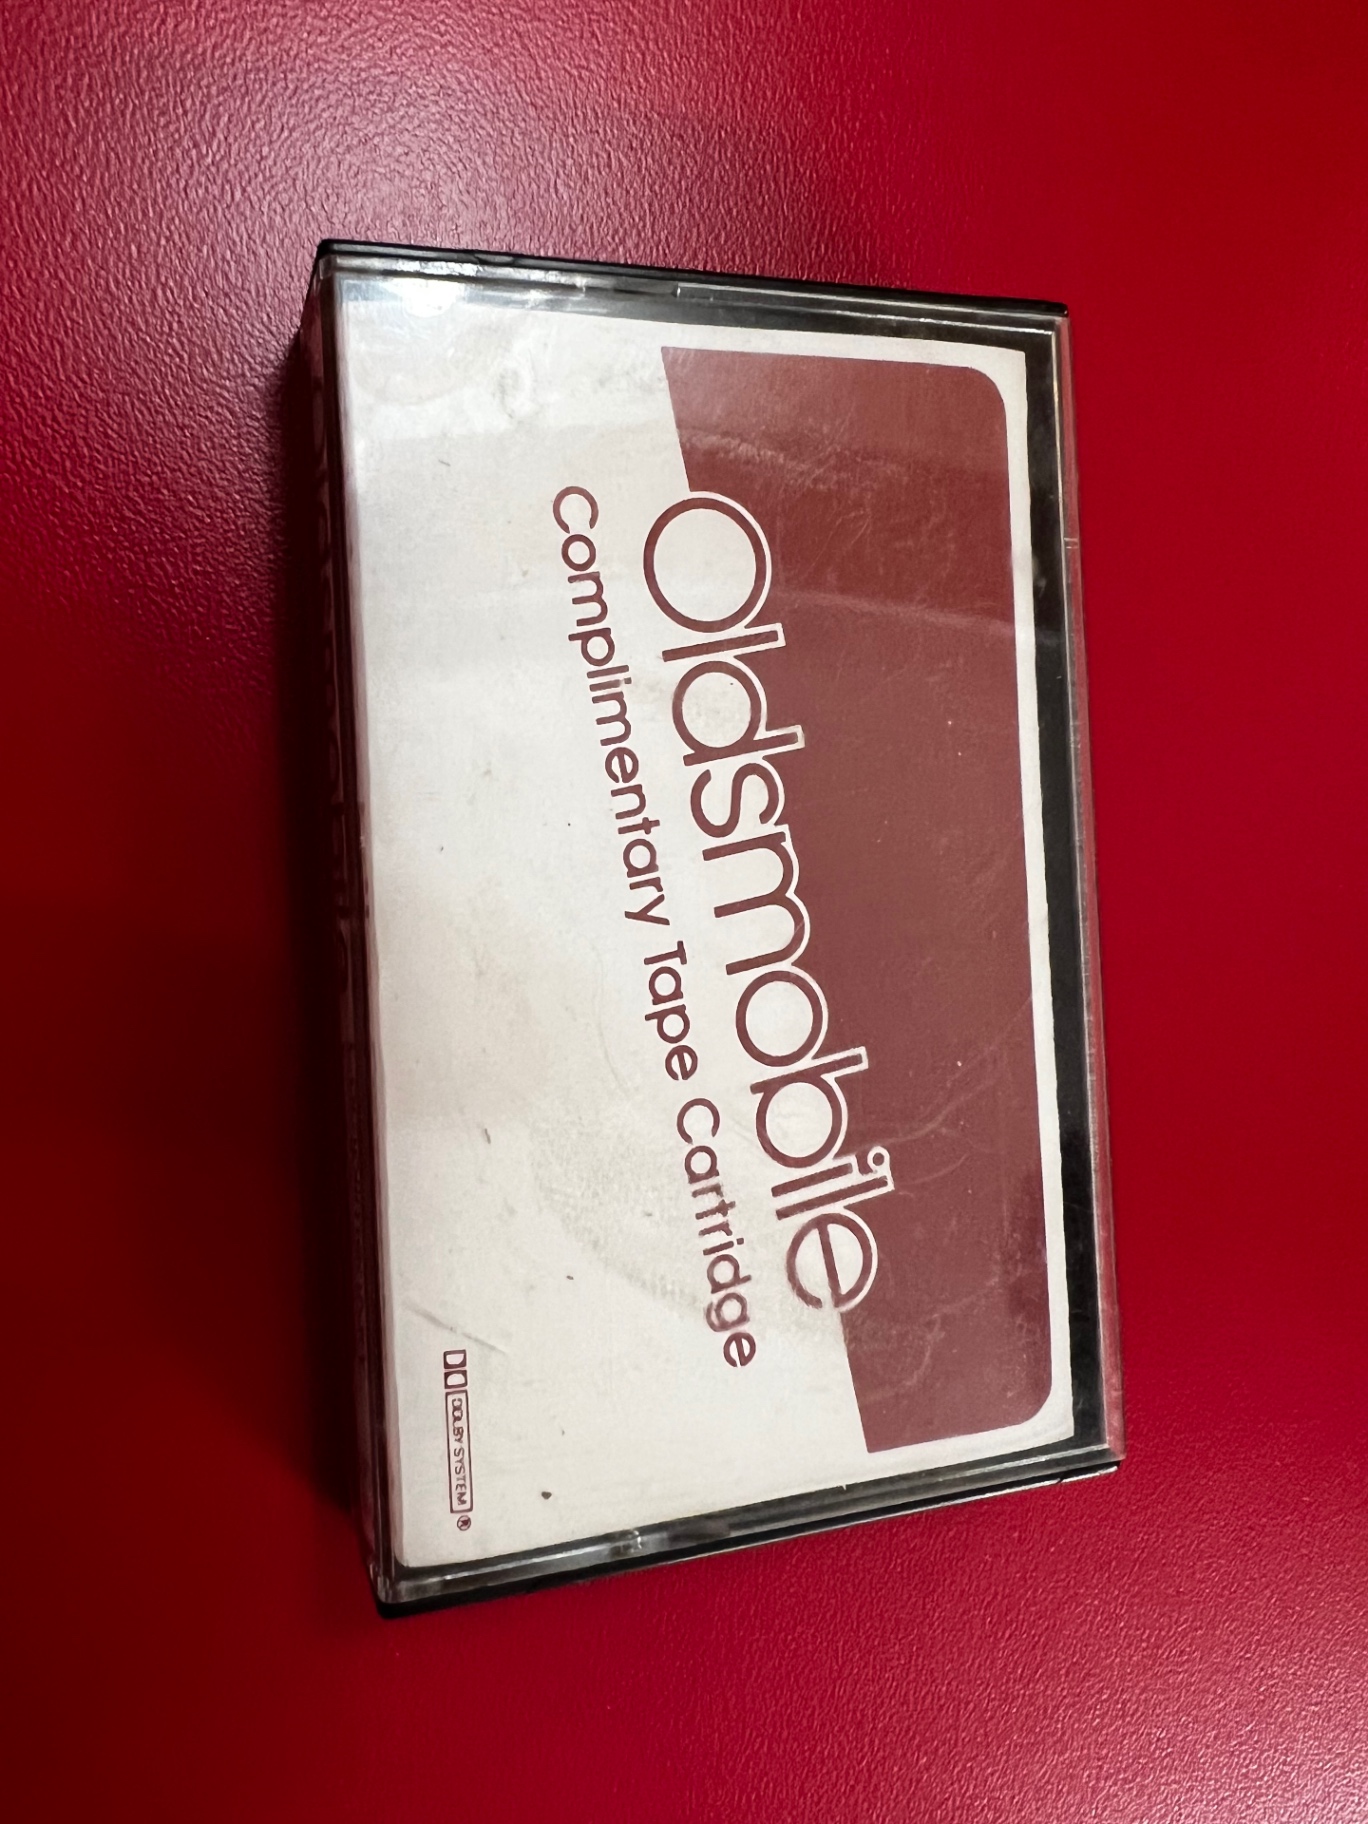 Oldsmobile
Complimentary Tape Cartridge
DOLBY SYSTEM ®